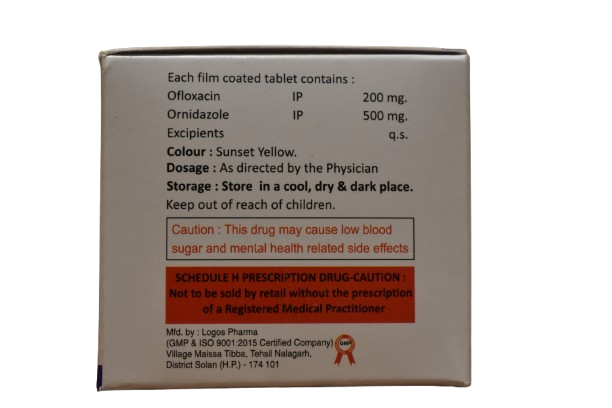 Each film coated tablet contains :
Ofloxacin IP 200 mg.
Ornidazole IP 500 mg.
Excipients q.s.
Colour : Sunset Yellow.
Dosage : As directed by the Physician
Storage : Store in a cool, dry & dark place.
Keep out of reach of children.
Caution : This drug may cause low blood
sugar and mental health related side effects
SCHEDULE H PRESCRIPTION DRUG-CAUTION :
Not to be sold by retail without the prescription
of a Registered Medical Practitioner
Mfd. by : Logos Pharma
(GMP & ISO 9001:2015 Certified Company)
GMP
Village Maissa Tibba, Tehsil Nalagarh,
District Solan (H.P.) - 174 101